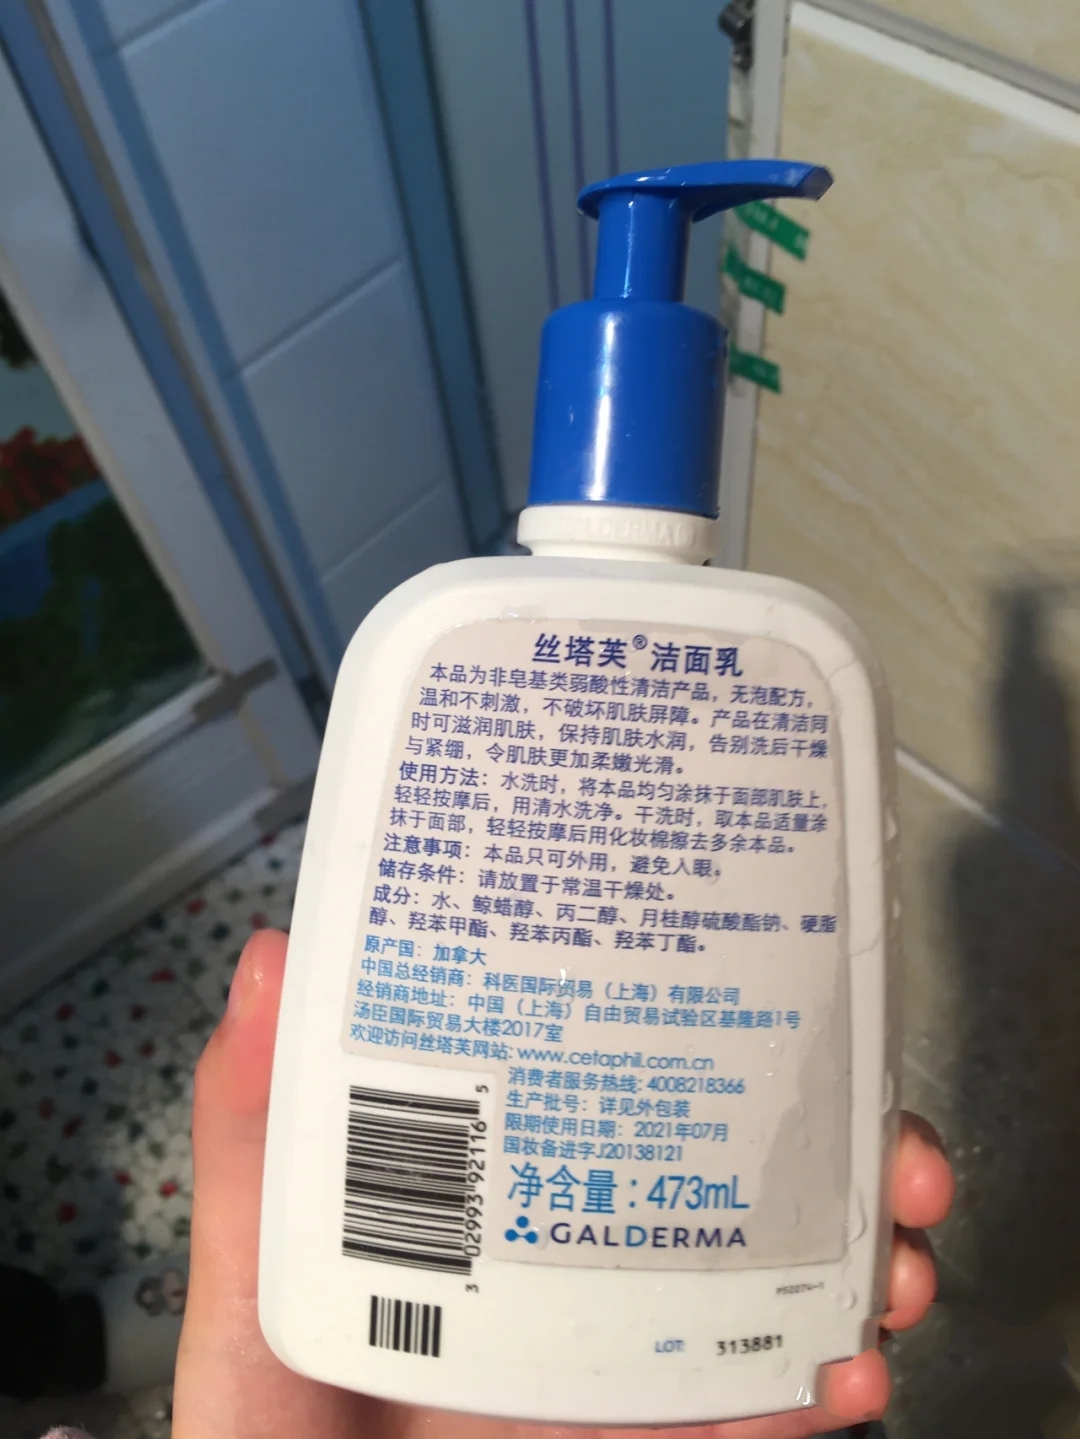 丝塔芙®洁面乳
本品为非皂基类弱酸性清洁产品，无泡配方，
温和不刺激，不破坏肌肤屏障。产品在清洁同
时可滋润肌肤，保持肌肤水润，告别洗后干燥
与紧绷，令肌肤更加柔嫩光滑。
使用方法：水洗时，将本品均匀涂抹于面部肌肤上，
轻轻按摩后，用清水洗净。干洗时，取本品适量涂
抹于面部，轻轻按摩后用化妆棉擦去多余本品。
注意事项：本品只可外用，避免入眼。
储存条件：请放置于常温干燥处。
成分：水、鲸蜡醇、丙二醇、月桂醇硫酸酯钠、硬脂
醇、羟苯甲酯、羟苯丙酯、羟苯丁酯。
原产国：加拿大
中国总经销商：科医国际贸易（上海）有限公司
经销商地址：中国（上海）自由贸易试验区基隆路1号
汤臣国际贸易大楼2017室
欢迎访问丝塔芙网站：www.cetaphil.com.cn
消费者服务热线：4008218366
生产批号：详见外包装
限期使用日期：2021年07月
国妆备进字J20138121
净含量：473mL
GALDERMA
3 02993 92116 5
P52274-1
LOT: 313881